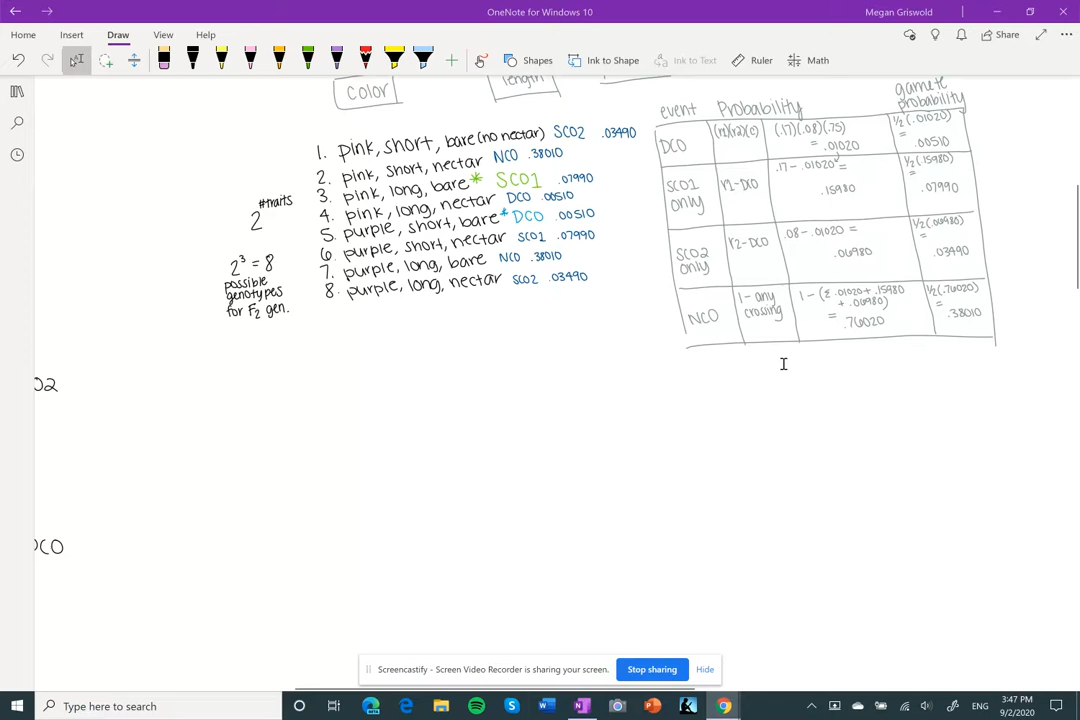 OneNote for Windows 10
Megan Griswold
Home
Insert
Draw
View
Help
Share
Shapes
Ink to Shape
Ink to Text
Ruler
Math
color
length
1. pink, short, bare (no nectar) SCO2 .03490
2. pink, short, nectar NCO .38010
3. pink, long, bare * SCO1 .07990
4. pink, long, nectar DCO .00510
5. purple, short, bare * DCO .00510
6. purple, short, nectar SCO1 .07990
7. purple, long, bare NCO .38010
8. purple, long, nectar SCO2 .03490
2 #traits
2³ = 8
possible
genotypes
for F2 gen.
event
Probability
gamete
probability
DCO
(r1)(r2)(c)
(.17)(.08)(.75)
= .01020
1/2(.01020)
=
.00510
SCO1
only
r1-DCO
.17 - .01020 =
.15980
1/2(.15980)
=
.07990
SCO2
only
r2-DCO
.08 - .01020 =
.06980
1/2(.06980)
=
.03490
NCO
1 - any
crossing
1 - (Σ .01020 + .15980
+ .06980)
= .76020
1/2(.76020)
=
.38010
CO2
DCO
Screencastify - Screen Video Recorder is sharing your screen.
Stop sharing
Hide
Type here to search
ENG
3:47 PM
9/2/2020